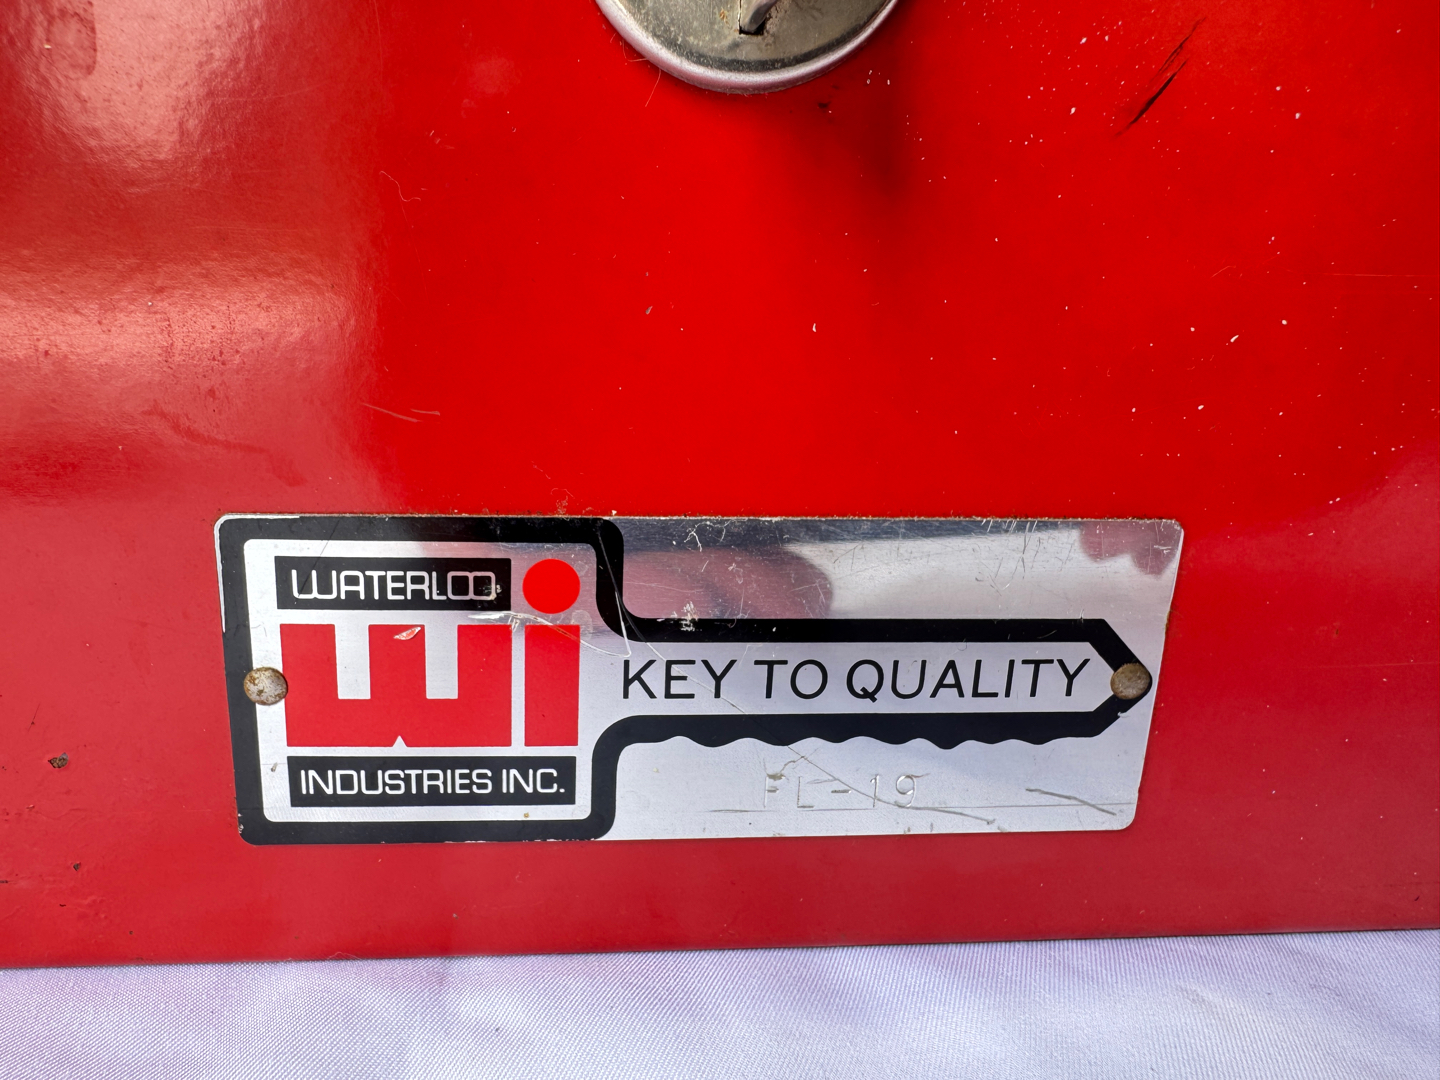 WATERLOO
Wi
INDUSTRIES INC.
KEY TO QUALITY
FL-19